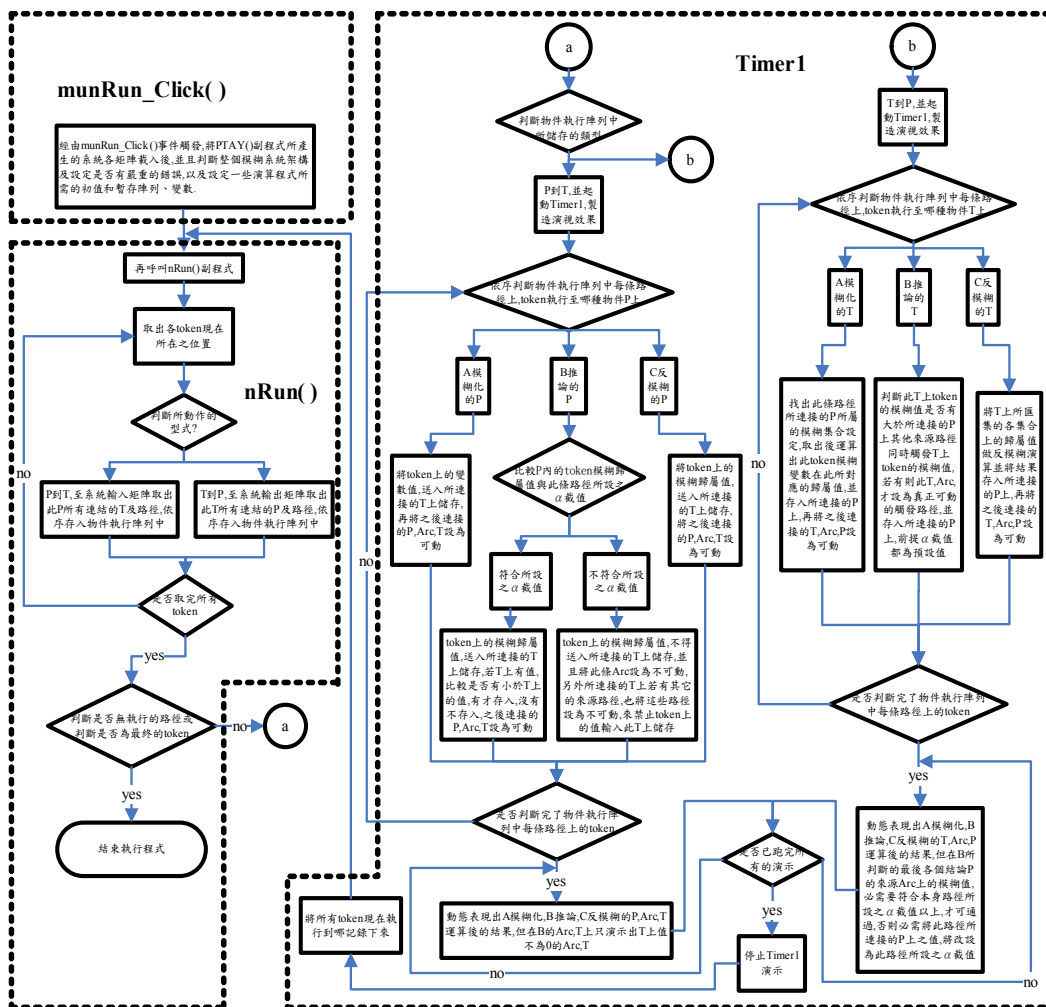 munRun_Click( )
經由munRun_Click()事件觸發,將PTAY()副程式所產
生的系統各矩陣載入後,並且判斷整個模糊系統架構
及設定是否有嚴重的錯誤,以及設定一些演算程式所
需的初值和暫存陣列、變數.
再呼叫nRun()副程式
取出各token現在
所在之位置
nRun( )
判斷所動作的
型式?
no
P到T,至系統輸入矩陣取出
此P所有連結的T及路徑,依
序存入物件執行陣列中
T到P,至系統輸出矩陣取出
此T所有連結的P及路徑,依
序存入物件執行陣列中
是否取完所有
token
yes
判斷是否無執行的路徑或
判斷是否為最終的token
no
a
yes
結束執行程式
Timer1
a
判斷物件執行陣列中
所儲存的類型
b
P到T,並起
動Timer1,製
造演視效果
依序判斷物件執行陣列中每條路
徑上,token執行至哪種物件P上
A模
糊化
的P
B推
論的
P
C反
模糊
的P
將token上的變
數值,送入所連
接的T上儲存,
再將之後連接
的P,Arc,T設為
可動
比較P內的token模糊歸
屬值與此條路徑所設之
α截值
將token上的模
糊歸屬值,
送入所連接的
T上儲存,
將之後連接的
P,Arc,T設為可
動
no
符合所設
之α截值
不符合所設
之α截值
token上的模糊歸屬
值,送入所連接的T
上儲存,若T上有值,
比較是否有小於T上
的值,有才存入,沒有
不存入,之後連接的
P,Arc,T設為可動
token上的模糊歸屬值,不得
送入所連接的T上儲存,並
且將此條Arc設為不可動,
另外所連接的T上若有其它
的來源路徑,也將這些路徑
設為不可動,來禁止token上
的值輸入此T上儲存
是否判斷完了物件執行陣
列中每條路徑上的token
yes
動態表現出A模糊化,B推論,C反模糊的P,Arc,T
運算後的結果,但在B的Arc,T上只演示出T上值
不為0的Arc,T
no
將所有token現在執
行到哪記錄下來
b
T到P,並起
動Timer1,製
造演視效果
依序判斷物件執行陣列中每條路
徑上,token執行至哪種物件T上
A模
糊化
的T
B推
論的
T
C反
模糊
的T
找出此條路徑
所連接的P所屬
的模糊集合設
定,取出後運算
出此token模糊
變數在此所對
應的歸屬值,並
存入所連接的P
上,再將之後連
接的T,Arc,P設
為可動
判斷此T上token
的模糊值是否有
大於所連接的P
上其他來源路徑
同時觸發T上
token的模糊值,
若有則此T,Arc,
才設為真正可動
的觸發路徑,並
存入所連接的P
上,前提α截值
都為預設值
將T上所匯
集的各集合
上的歸屬值
做反模糊演
算並將結果
存入所連接
的P上,再將
之後連接的
T,Arc,P設為
可動
no
是否判斷完了物件執行陣列
中每條路徑上的token
yes
動態表現出A模糊化,B
推論,C反模糊的T,Arc,P
運算後的結果,但在B所
判斷的最後各個結論P
的來源Arc上的模糊值,
必需要符合本身路徑所
設之α截值以上,才可通
過,否則必需將此路徑所
連接的P上之值,將改設
為此路徑所設之α截值
是否已跑完所
有的演示
yes
停止Timer1
演示
no